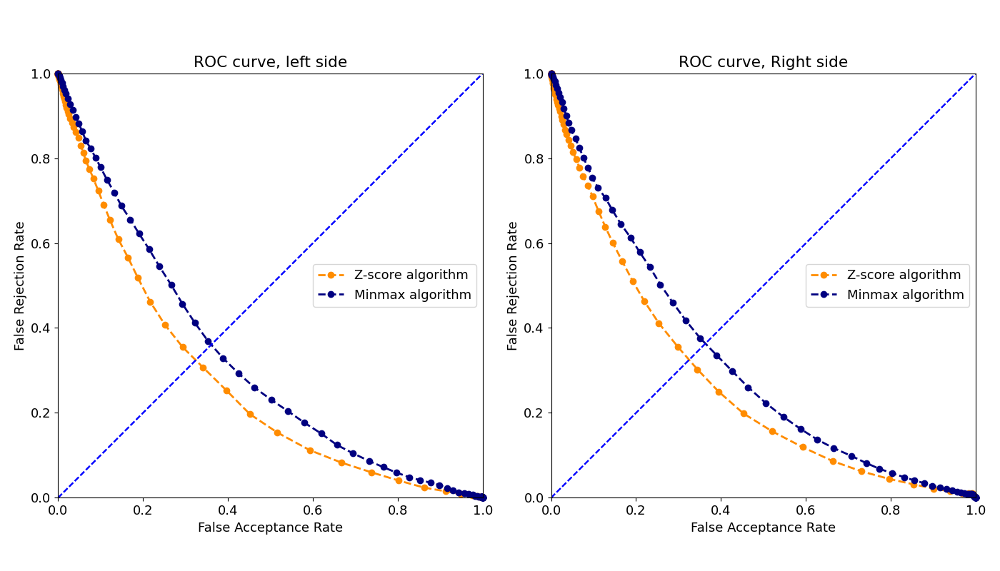 ROC curve, left side
1.0
0.8
0.6
0.4
0.2
0.0
False Rejection Rate
Z-score algorithm
Minmax algorithm
0.0 0.2 0.4 0.6 0.8 1.0
False Acceptance Rate
ROC curve, Right side
1.0
0.8
0.6
0.4
0.2
0.0
False Rejection Rate
Z-score algorithm
Minmax algorithm
0.0 0.2 0.4 0.6 0.8 1.0
False Acceptance Rate